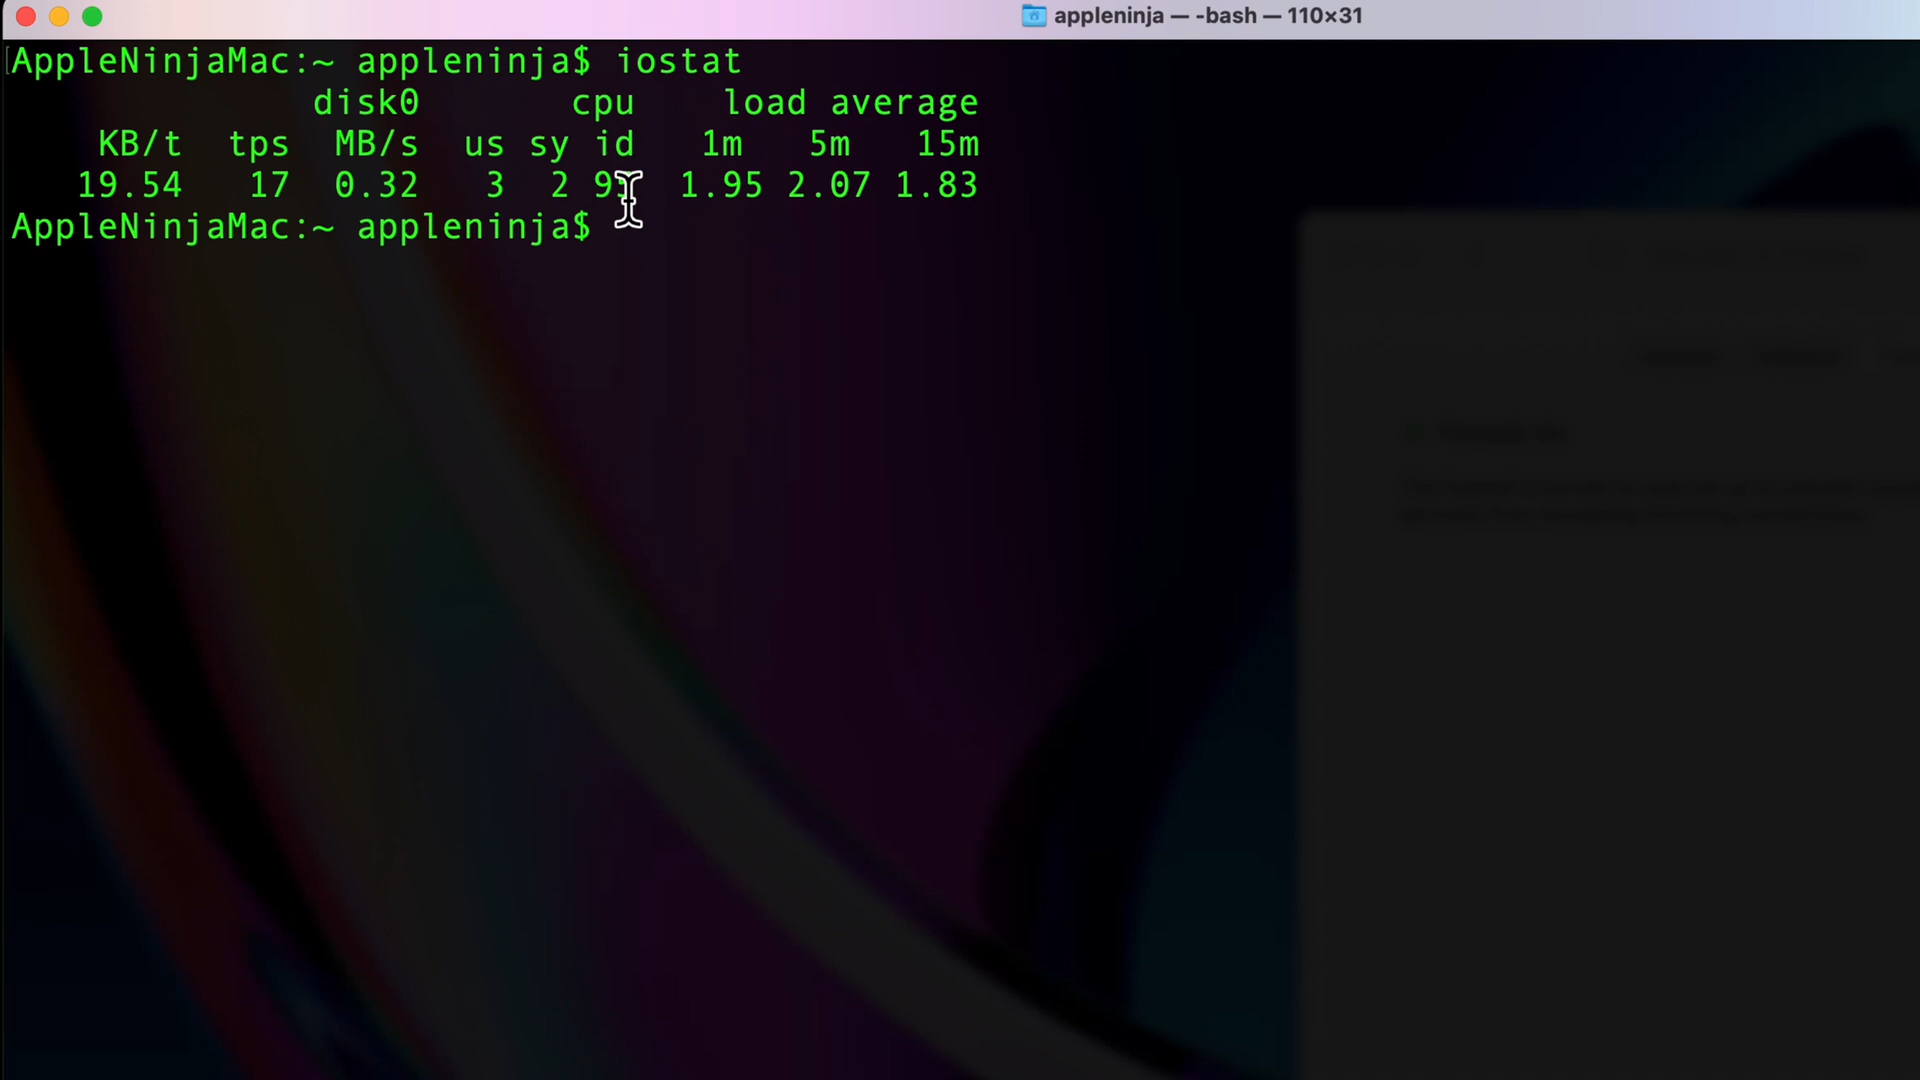 appleninja — -bash — 110×31
AppleNinjaMac:~ appleninja$ iostat
disk0 cpu load average
KB/t tps MB/s us sy id 1m 5m 15m
19.54 17 0.32 3 2 1.95 2.07 1.83
AppleNinjaMac:~ appleninja$